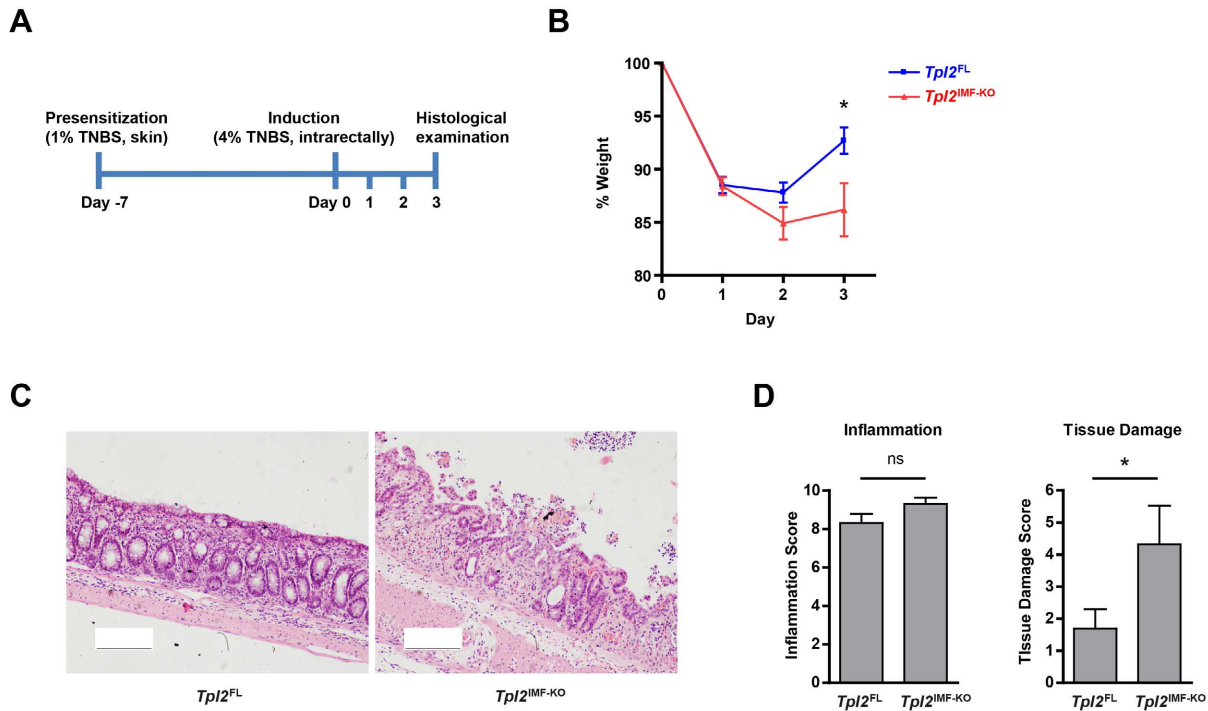 A
Presensitization
(1% TNBS, skin)
Induction
(4% TNBS, intrarectally)
Histological
examination
Day -7
Day 0
1
2
3
B
% Weight
100
95
90
85
80
0
1
2
3
Day
*
Tpl2FL
Tpl2IMF-KO
C
Tpl2FL
Tpl2IMF-KO
D
Inflammation
ns
Inflammation Score
10
8
6
4
2
0
Tpl2FL
Tpl2IMF-KO
Tissue Damage
*
TIssue Damage Score
6
5
4
3
2
1
0
Tpl2FL
Tpl2IMF-KO